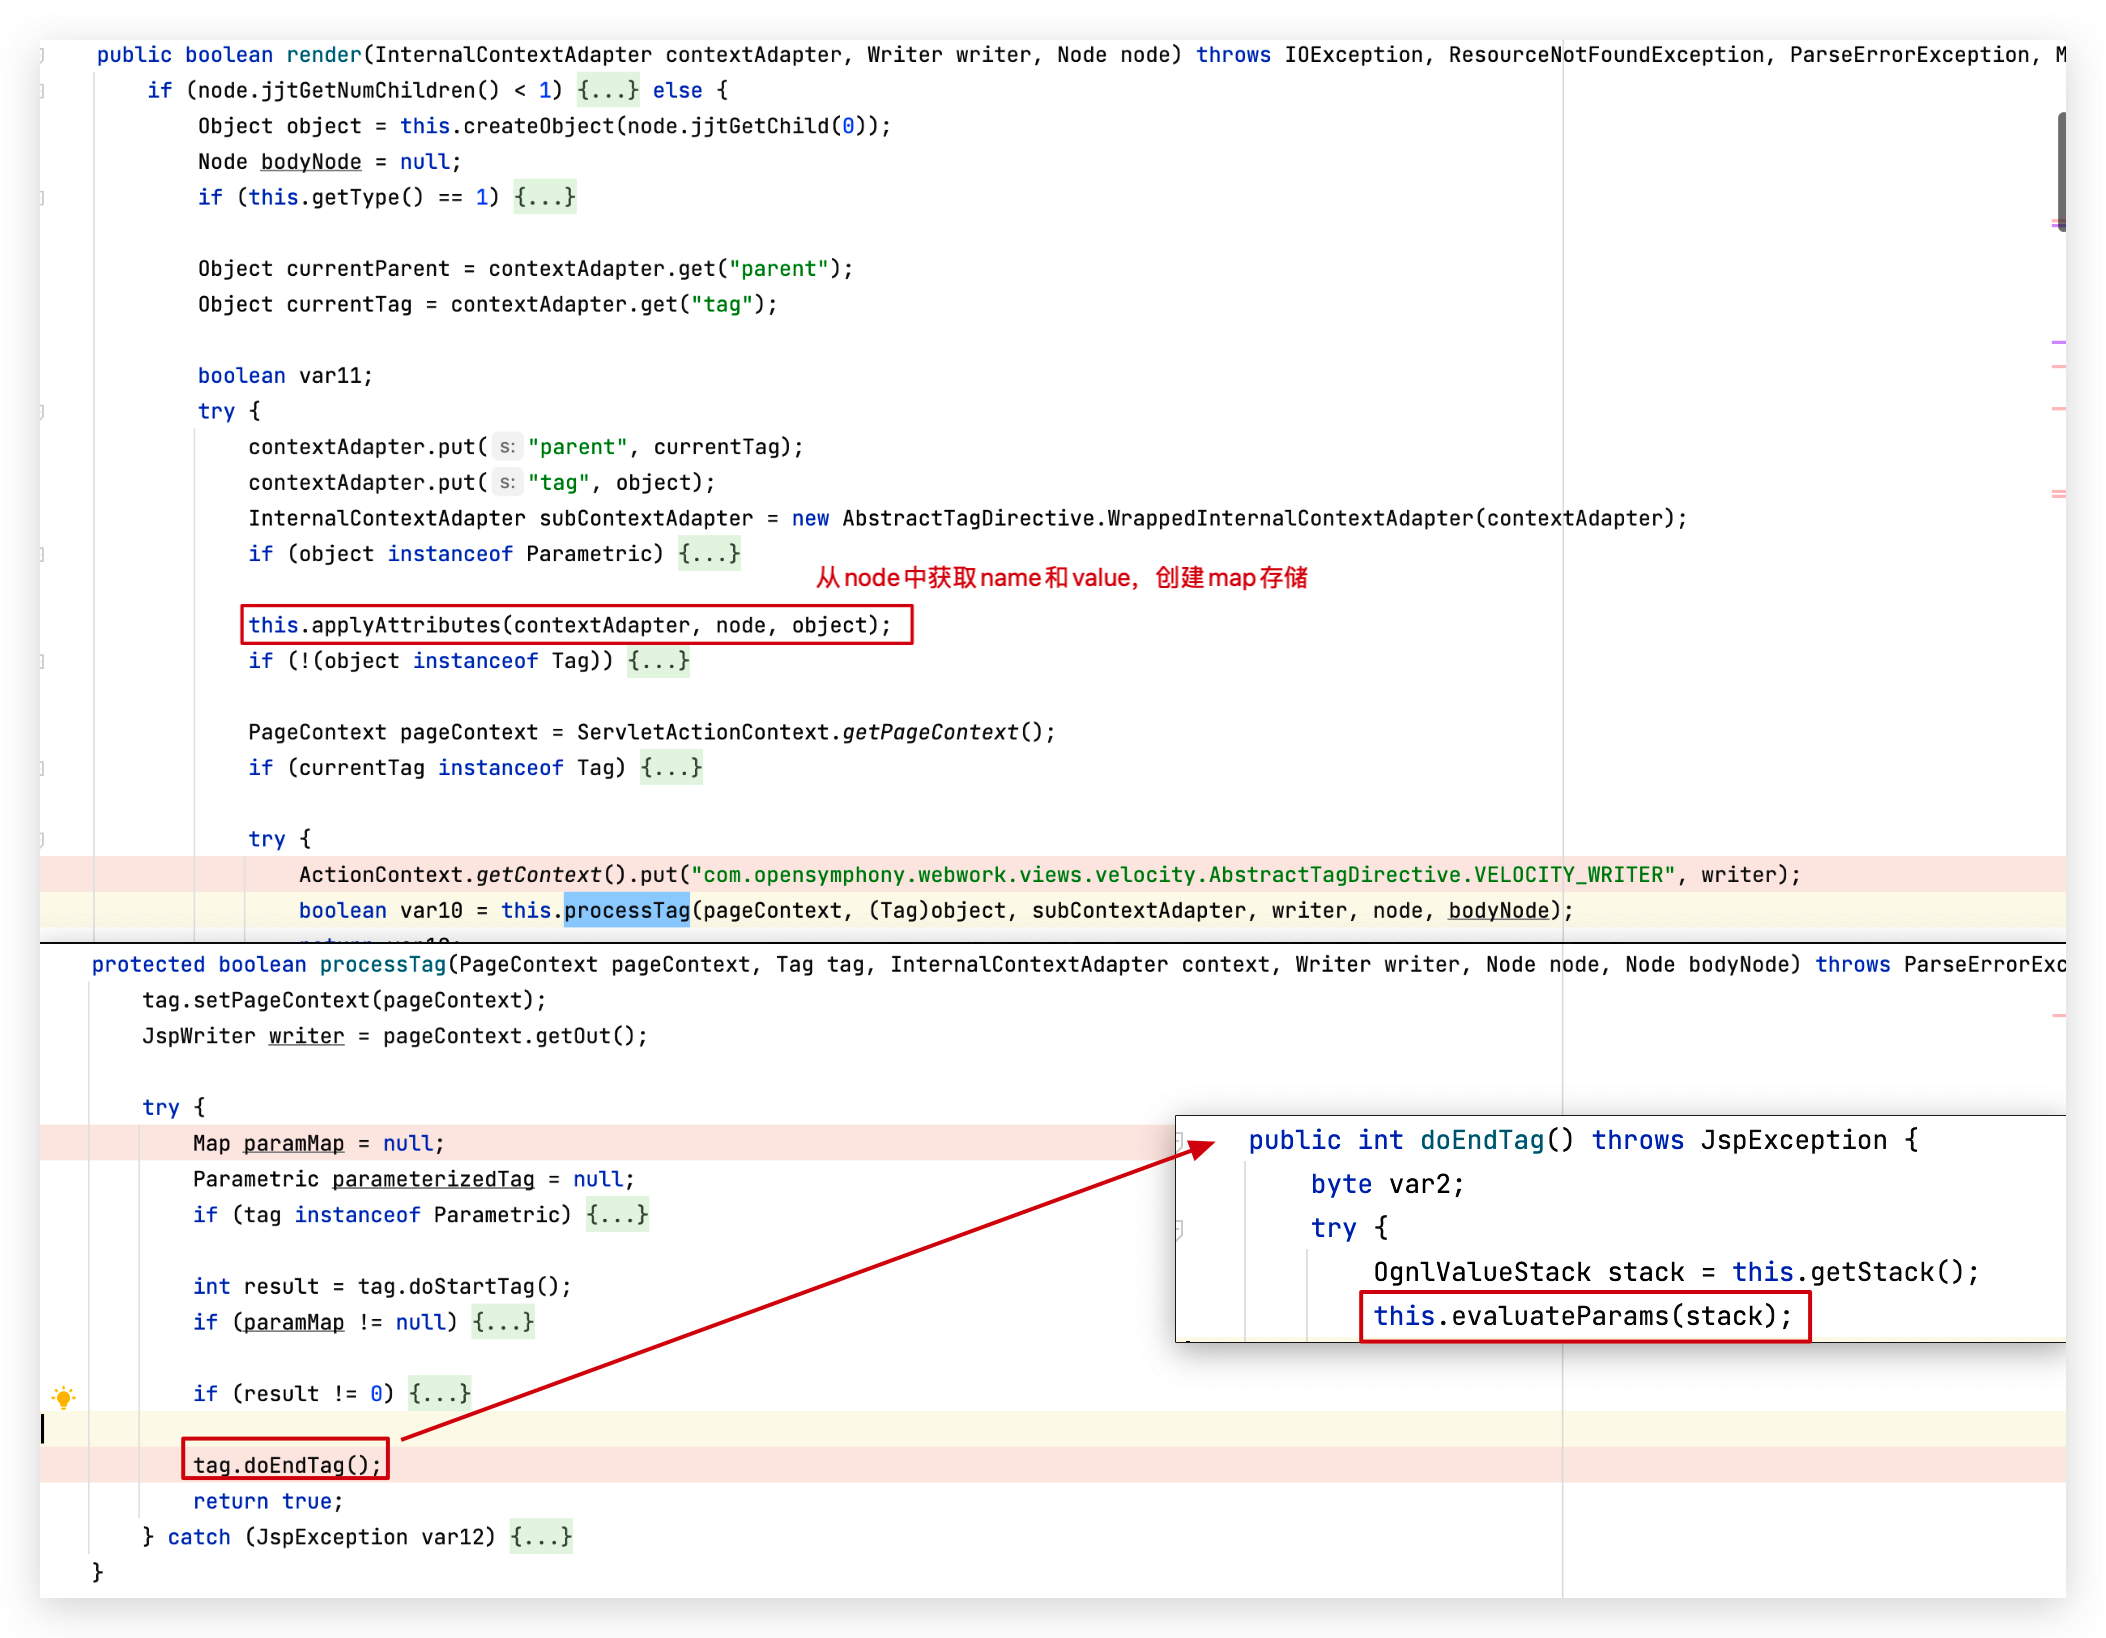 public boolean render(InternalContextAdapter contextAdapter, Writer writer, Node node) throws IOException, ResourceNotFoundException, ParseErrorException, M
if (node.jjtGetNumChildren() < 1) {...} else {
Object object = this.createObject(node.jjtGetChild(0));
Node bodyNode = null;
if (this.getType() == 1) {...}
Object currentParent = contextAdapter.get("parent");
Object currentTag = contextAdapter.get("tag");
boolean var11;
try {
contextAdapter.put( s: "parent", currentTag);
contextAdapter.put( s: "tag", object);
InternalContextAdapter subContextAdapter = new AbstractTagDirective.WrappedInternalContextAdapter(contextAdapter);
if (object instanceof Parametric) {...}
从node中获取name和value，创建map存储
this.applyAttributes(contextAdapter, node, object);
if (!(object instanceof Tag)) {...}
PageContext pageContext = ServletActionContext.getPageContext();
if (currentTag instanceof Tag) {...}
try {
ActionContext.getContext().put("com.opensymphony.webwork.views.velocity.AbstractTagDirective.VELOCITY_WRITER", writer);
boolean var10 = this.processTag(pageContext, (Tag)object, subContextAdapter, writer, node, bodyNode);
protected boolean processTag(PageContext pageContext, Tag tag, InternalContextAdapter context, Writer writer, Node node, Node bodyNode) throws ParseErrorExc
tag.setPageContext(pageContext);
JspWriter writer = pageContext.getOut();
try {
Map paramMap = null;
Parametric parameterizedTag = null;
if (tag instanceof Parametric) {...}
int result = tag.doStartTag();
if (paramMap != null) {...}
if (result != 0) {...}
tag.doEndTag();
return true;
} catch (JspException var12) {...}
}
public int doEndTag() throws JspException {
byte var2;
try {
OgnlValueStack stack = this.getStack();
this.evaluateParams(stack);